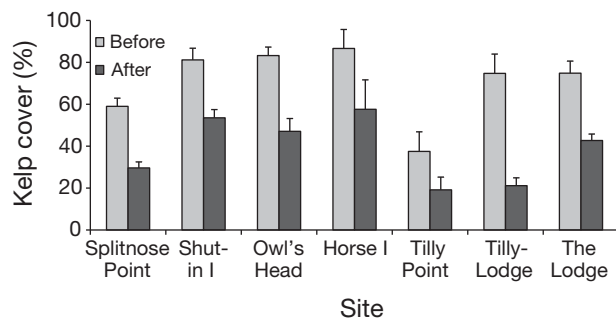 100
80
60
40
20
0
Kelp cover (%)
Before
After
Splitnose Point
Shut-in I
Owl's Head
Horse I
Tilly Point
Tilly-Lodge
The Lodge
Site